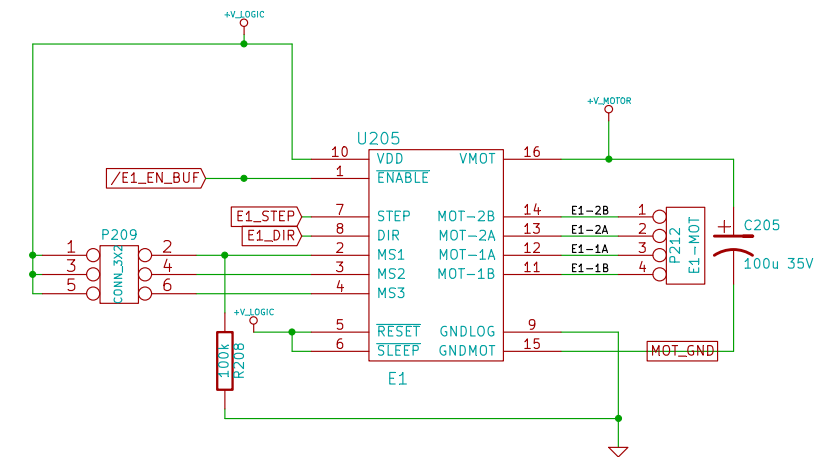 +V_LOGIC
+V_MOTOR
U205
10 VDD VMOT 16
/E1_EN_BUF 1 ENABLE
E1_STEP 7 STEP MOT-2B 14 E1-2B 1
E1_DIR 8 DIR MOT-2A 13 E1-2A 2
P209
1 2 2 MS1 MOT-1A 12 E1-1A 3
3 4 3 MS2 MOT-1B 11 E1-1B 4
5 6 4 MS3
CONN_3X2
P212
E1-MOT
C205
100u 35V
+V_LOGIC
5 RESET GNDLOG 9
6 SLEEP GNDMOT 15 MOT_GND
100k
R208
E1